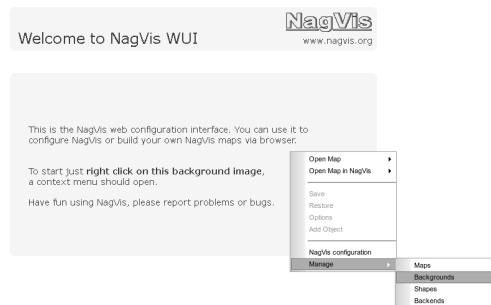 NagVis
Welcome to NagVis WUI
www.nagvis.org
This is the NagVis web configuration interface. You can use it to
configure NagVis or build your own NagVis maps via browser.
To start just right click on this background image,
a context menu should open.
Have fun using NagVis, please report problems or bugs.
Open Map
Open Map in NagVis
Save
Restore
Options
Add Object
NagVis configuration
Manage
Maps
Backgrounds
Shapes
Backends